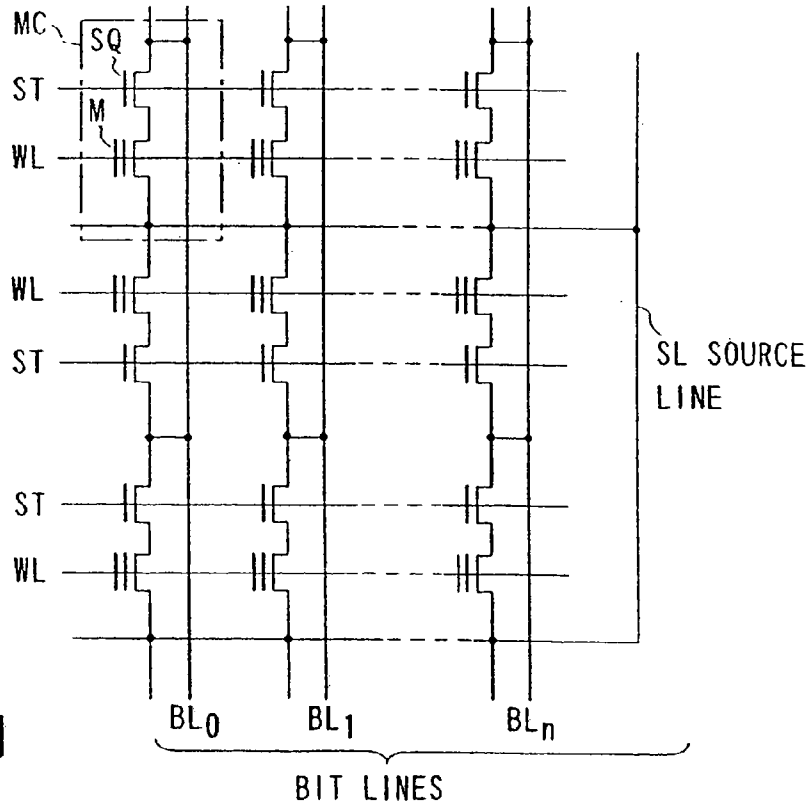 MC
SQ
ST
M
WL
WL
ST
SL SOURCE
LINE
ST
WL
BL0 BL1 BLn
BIT LINES